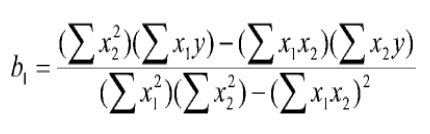 b₁ = (∑x₂²)(∑x₁y)−(∑x₁x₂)(∑x₂y) / (∑x₁²)(∑x₂²)−(∑x₁x₂)²